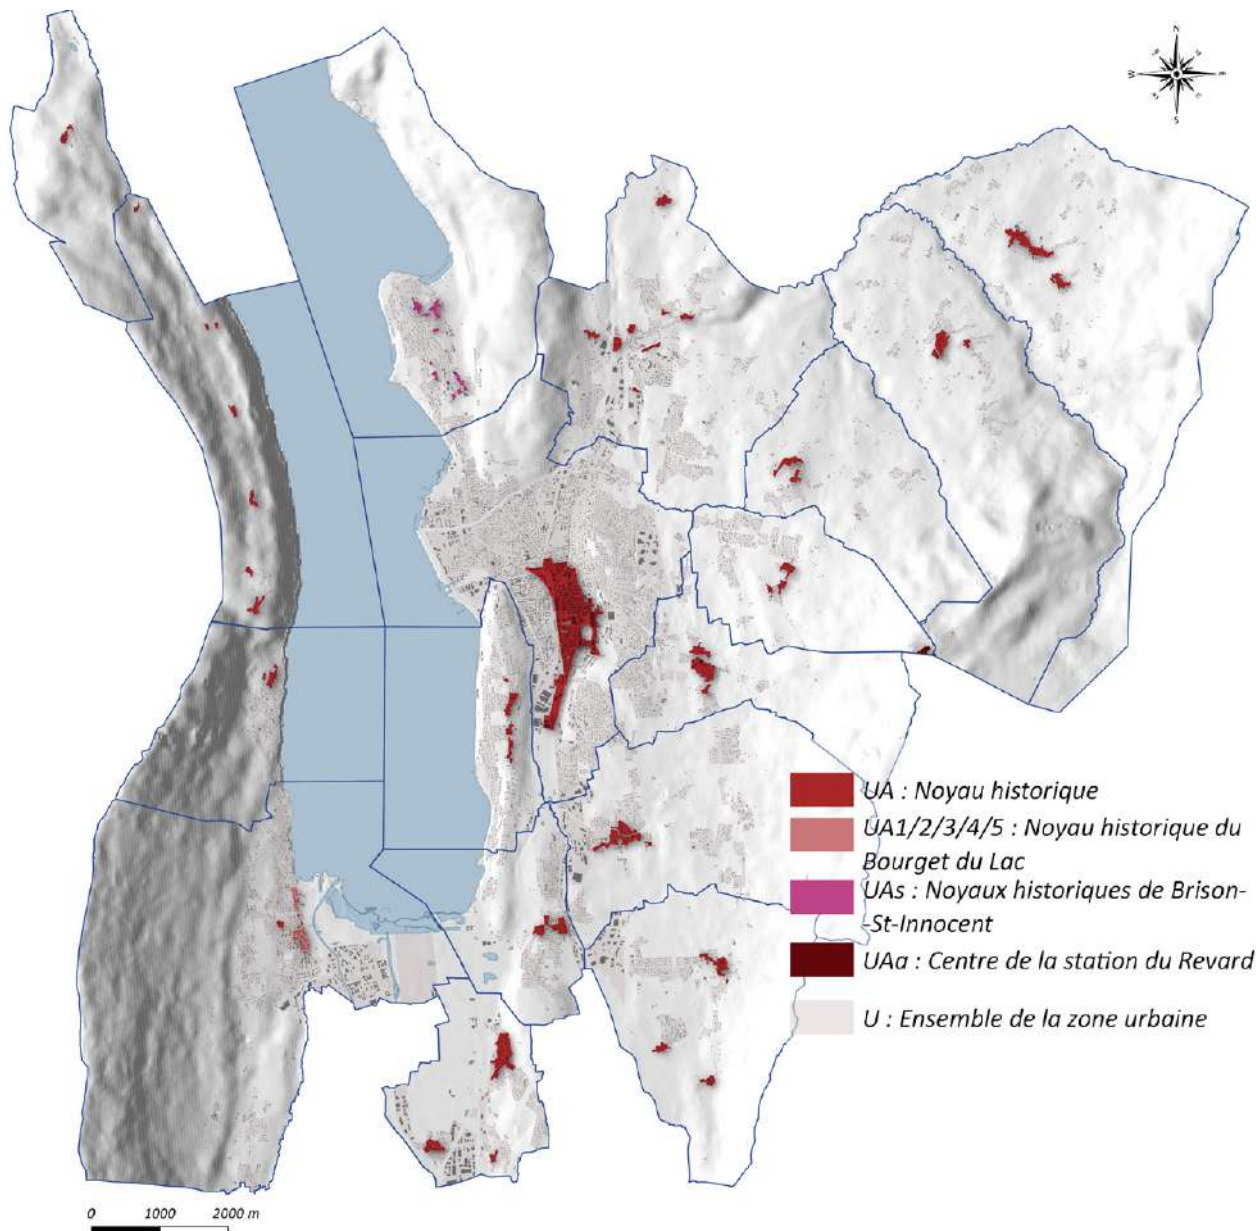 N
W
E
S
UA : Noyau historique
UA1/2/3/4/5 : Noyau historique du
Bourget du Lac
UAs : Noyaux historiques de Brison-
-St-Innocent
UAa : Centre de la station du Revard
U : Ensemble de la zone urbaine
0 1000 2000 m